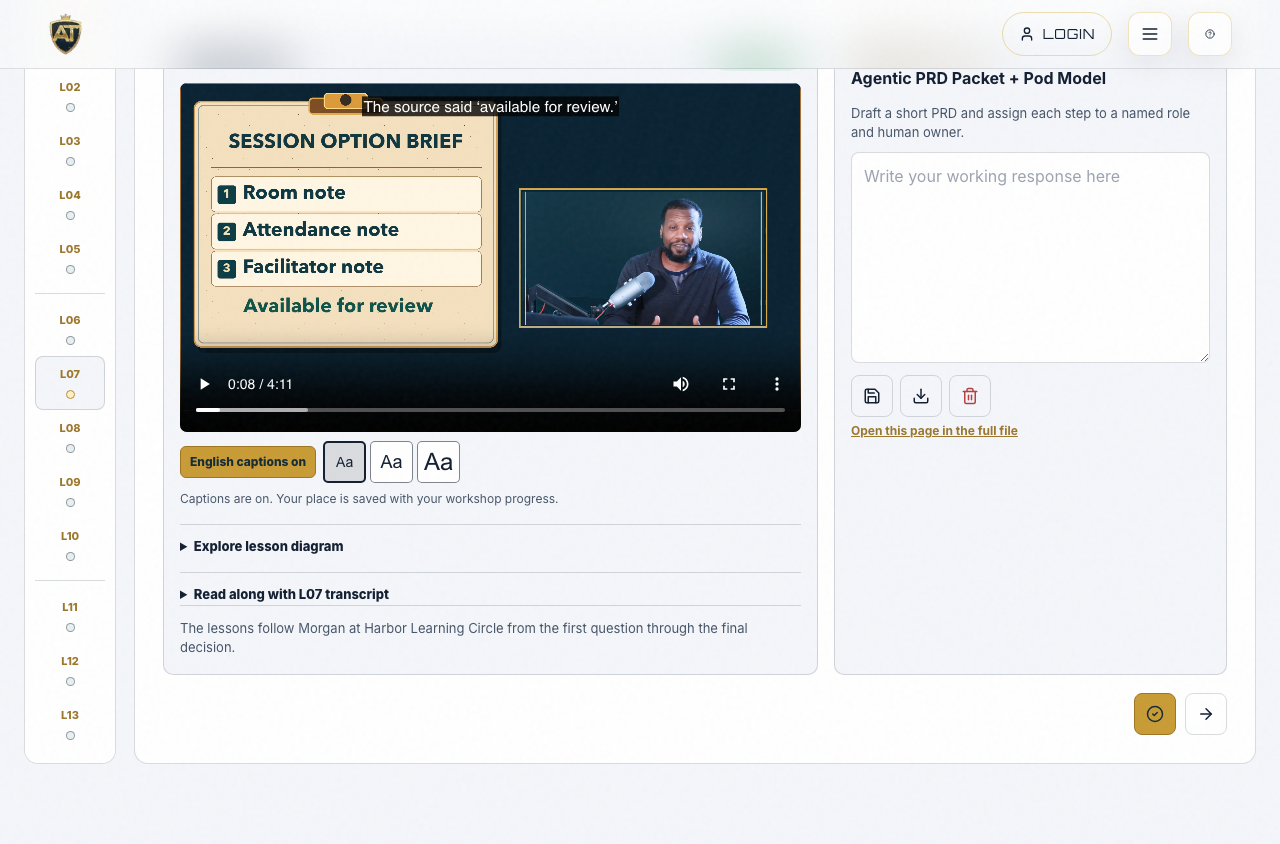 AT
LOGIN
L02
L03
L04
L05
L06
L07
L08
L09
L10
L11
L12
L13
The source said ‘available for review.’
SESSION OPTION BRIEF
1 Room note
2 Attendance note
3 Facilitator note
Available for review
0:08 / 4:11
English captions on
Aa
Aa
Aa
Captions are on. Your place is saved with your workshop progress.
Explore lesson diagram
Read along with L07 transcript
The lessons follow Morgan at Harbor Learning Circle from the first question through the final
decision.
Agentic PRD Packet + Pod Model
Draft a short PRD and assign each step to a named role
and human owner.
Write your working response here
Open this page in the full file